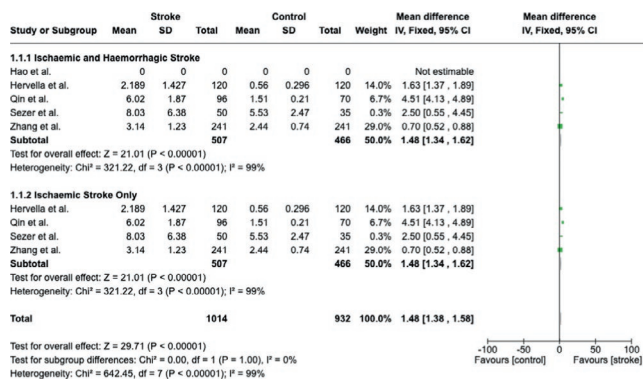 Stroke Control Mean difference Mean difference
Study or Subgroup Mean SD Total Mean SD Total Weight IV, Fixed, 95% CI IV, Fixed, 95% CI
1.1.1 Ischaemic and Haemorrhagic Stroke
Hao et al. 0 0 0 0 0 0 Not estimable
Hervella et al. 2.189 1.427 120 0.56 0.296 120 14.0% 1.63 [1.37 , 1.89]
Qin et al. 6.02 1.87 96 1.51 0.21 70 6.7% 4.51 [4.13 , 4.89]
Sezer et al. 8.03 6.38 50 5.53 2.47 35 0.3% 2.50 [0.55 , 4.45]
Zhang et al. 3.14 1.23 241 2.44 0.74 241 29.0% 0.70 [0.52 , 0.88]
Subtotal 507 466 50.0% 1.48 [1.34 , 1.62]
Test for overall effect: Z = 21.01 (P < 0.00001)
Heterogeneity: Chi² = 321.22, df = 3 (P < 0.00001); I² = 99%
1.1.2 Ischaemic Stroke Only
Hervella et al. 2.189 1.427 120 0.56 0.296 120 14.0% 1.63 [1.37 , 1.89]
Qin et al. 6.02 1.87 96 1.51 0.21 70 6.7% 4.51 [4.13 , 4.89]
Sezer et al. 8.03 6.38 50 5.53 2.47 35 0.3% 2.50 [0.55 , 4.45]
Zhang et al. 3.14 1.23 241 2.44 0.74 241 29.0% 0.70 [0.52 , 0.88]
Subtotal 507 466 50.0% 1.48 [1.34 , 1.62]
Test for overall effect: Z = 21.01 (P < 0.00001)
Heterogeneity: Chi² = 321.22, df = 3 (P < 0.00001); I² = 99%
Total 1014 932 100.0% 1.48 [1.38 , 1.58]
Test for overall effect: Z = 29.71 (P < 0.00001)
Test for subgroup differences: Chi² = 0.00, df = 1 (P = 1.00), I² = 0%
Heterogeneity: Chi² = 642.45, df = 7 (P < 0.00001); I² = 99%
-100 -50 0 50 100
Favours [control] Favours [stroke]